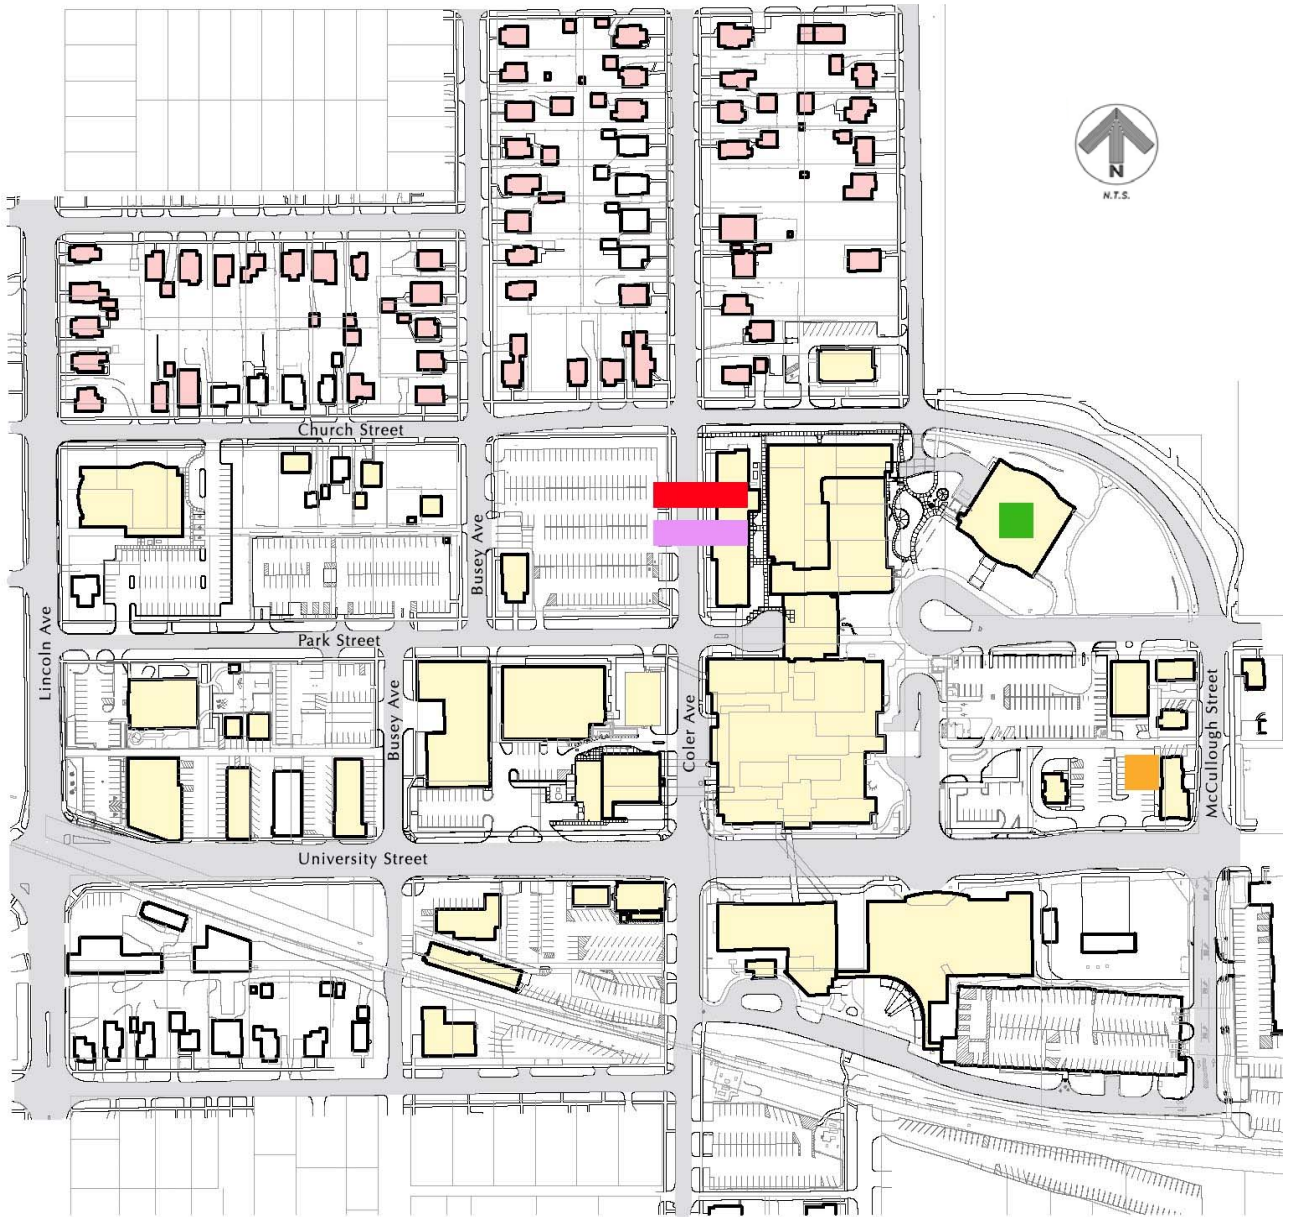 N
N.T.S.
Church Street
Busey Ave
Lincoln Ave
Park Street
Busey Ave
Coler Ave
McCullough Street
University Street